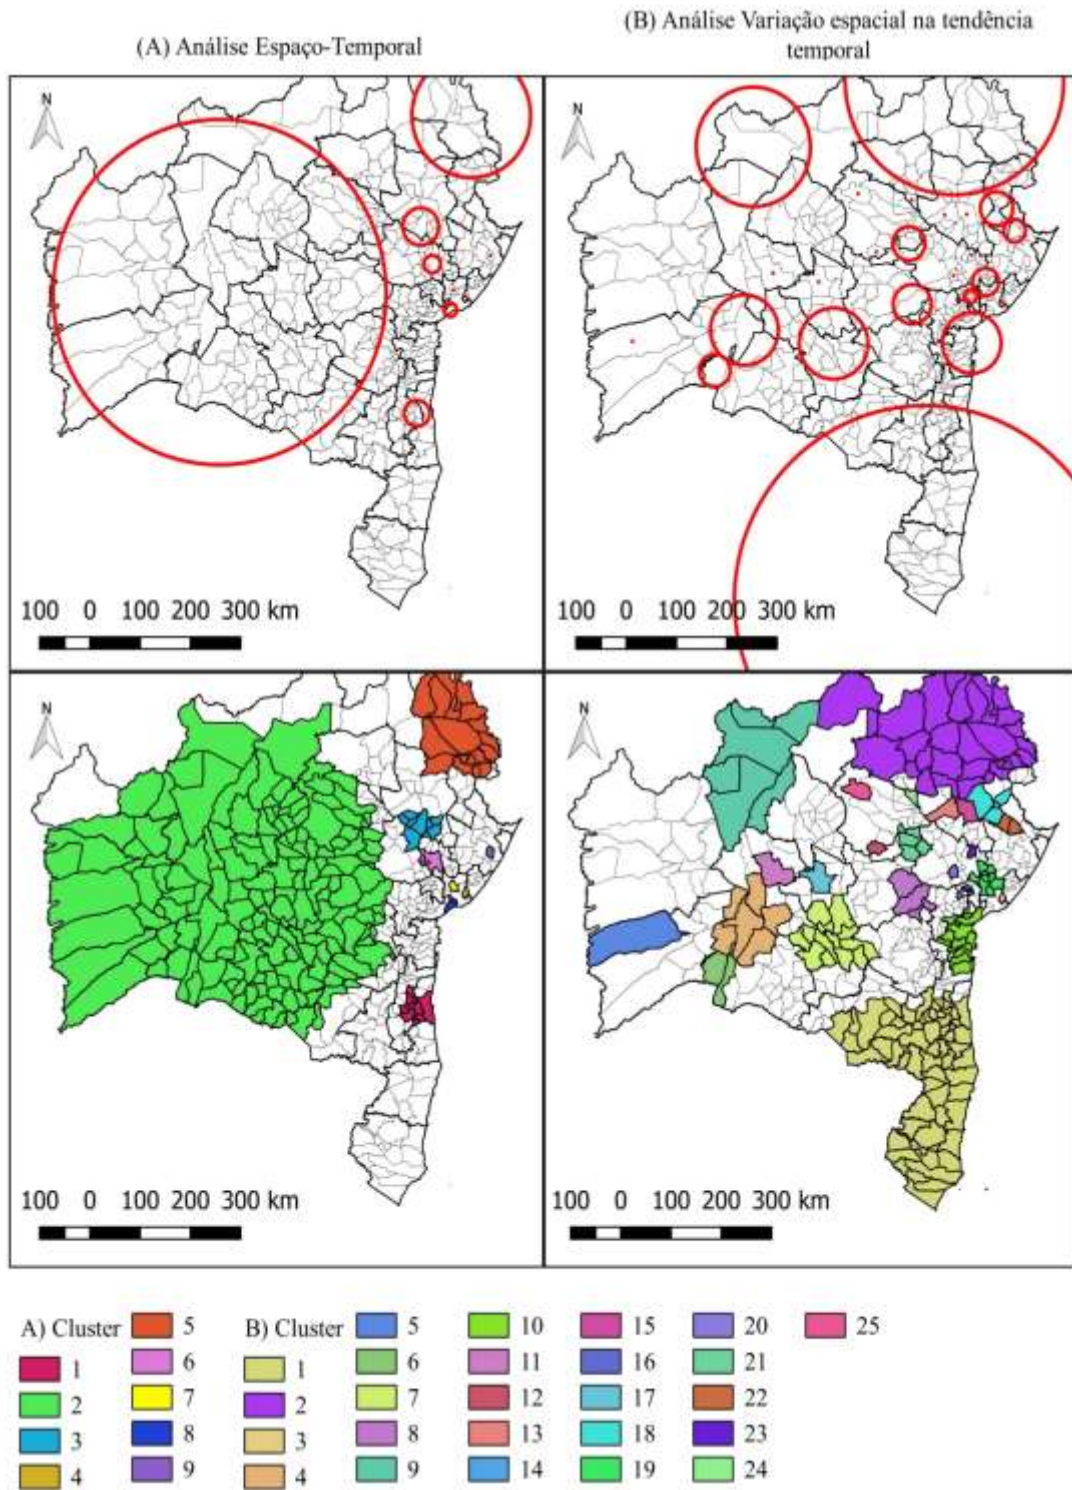 (A) Análise Espaço-Temporal
(B) Análise Variação espacial na tendência
temporal
N
N
100 0 100 200 300 km
100 0 100 200 300 km
N
N
100 0 100 200 300 km
100 0 100 200 300 km
A) Cluster
1
2
3
4
5
6
7
8
9
B) Cluster
1
2
3
4
5
6
7
8
9
10
11
12
13
14
15
16
17
18
19
20
21
22
23
24
25